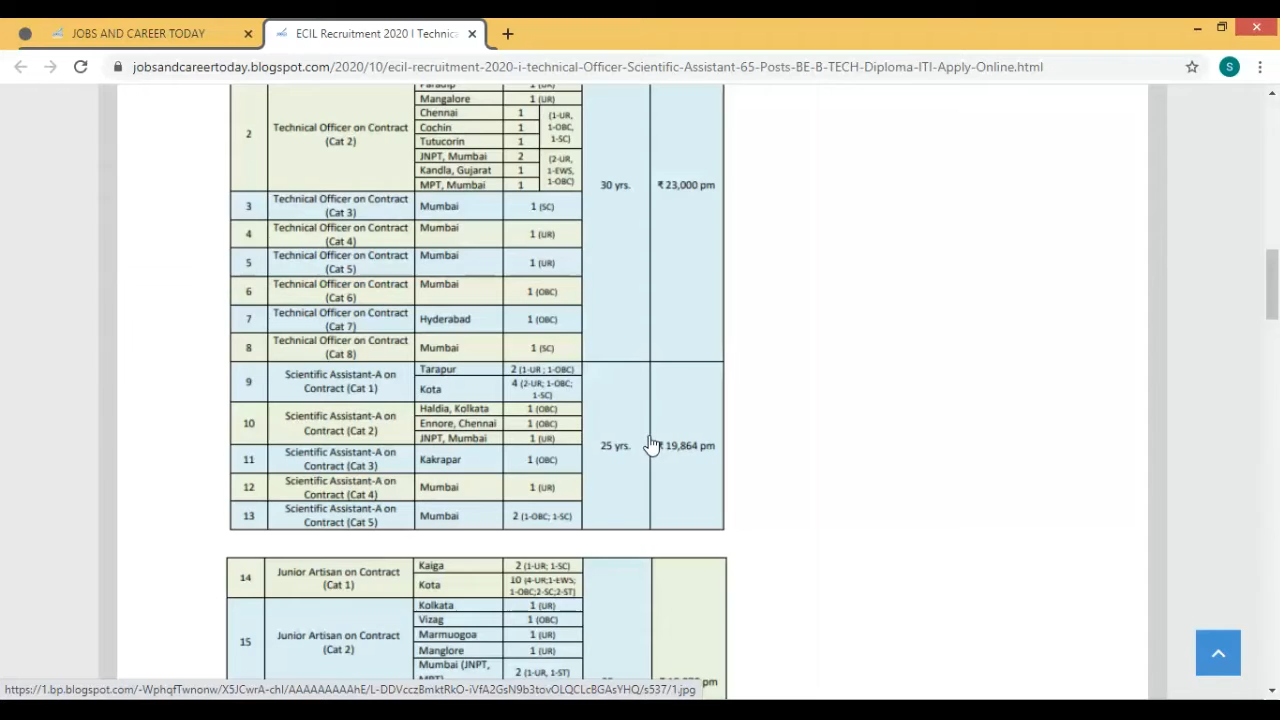 JOBS AND CAREER TODAY
ECIL Recruitment 2020 I Technica
jobsandcareertoday.blogspot.com/2020/10/ecil-recruitment-2020-i-technical-Officer-Scientific-Assistant-65-Posts-BE-B-TECH-Diploma-ITI-Apply-Online.html
S
Paradip 1 (UR)
2 Technical Officer on Contract (Cat 2) Mangalore 1 (UR)
Chennai 1 (1-UR,
Cochin 1 1-OBC,
Tutucorin 1 1-SC)
JNPT, Mumbai 2 (2-UR,
Kandla, Gujarat 1 1-EWS,
MPT, Mumbai 1 1-OBC)
30 yrs. ₹ 23,000 pm
3 Technical Officer on Contract (Cat 3) Mumbai 1 (SC)
4 Technical Officer on Contract (Cat 4) Mumbai 1 (UR)
5 Technical Officer on Contract (Cat 5) Mumbai 1 (UR)
6 Technical Officer on Contract (Cat 6) Mumbai 1 (OBC)
7 Technical Officer on Contract (Cat 7) Hyderabad 1 (OBC)
8 Technical Officer on Contract (Cat 8) Mumbai 1 (SC)
9 Scientific Assistant-A on Contract (Cat 1) Tarapur 2 (1-UR ; 1-OBC)
Kota 4 (2-UR; 1-OBC; 1-SC)
10 Scientific Assistant-A on Contract (Cat 2) Haldia, Kolkata 1 (OBC)
Ennore, Chennai 1 (OBC)
JNPT, Mumbai 1 (UR)
25 yrs. ₹ 19,864 pm
11 Scientific Assistant-A on Contract (Cat 3) Kakrapar 1 (OBC)
12 Scientific Assistant-A on Contract (Cat 4) Mumbai 1 (UR)
13 Scientific Assistant-A on Contract (Cat 5) Mumbai 2 (1-OBC; 1-SC)
14 Junior Artisan on Contract (Cat 1) Kaiga 2 (1-UR; 1-SC)
Kota 10 (4-UR;1-EWS; 1-OBC;2-SC;2-ST)
15 Junior Artisan on Contract (Cat 2) Kolkata 1 (UR)
Vizag 1 (OBC)
Marmuogoa 1 (UR)
Manglore 1 (UR)
Mumbai (JNPT, 2 (1-UR, 1-ST)
pm